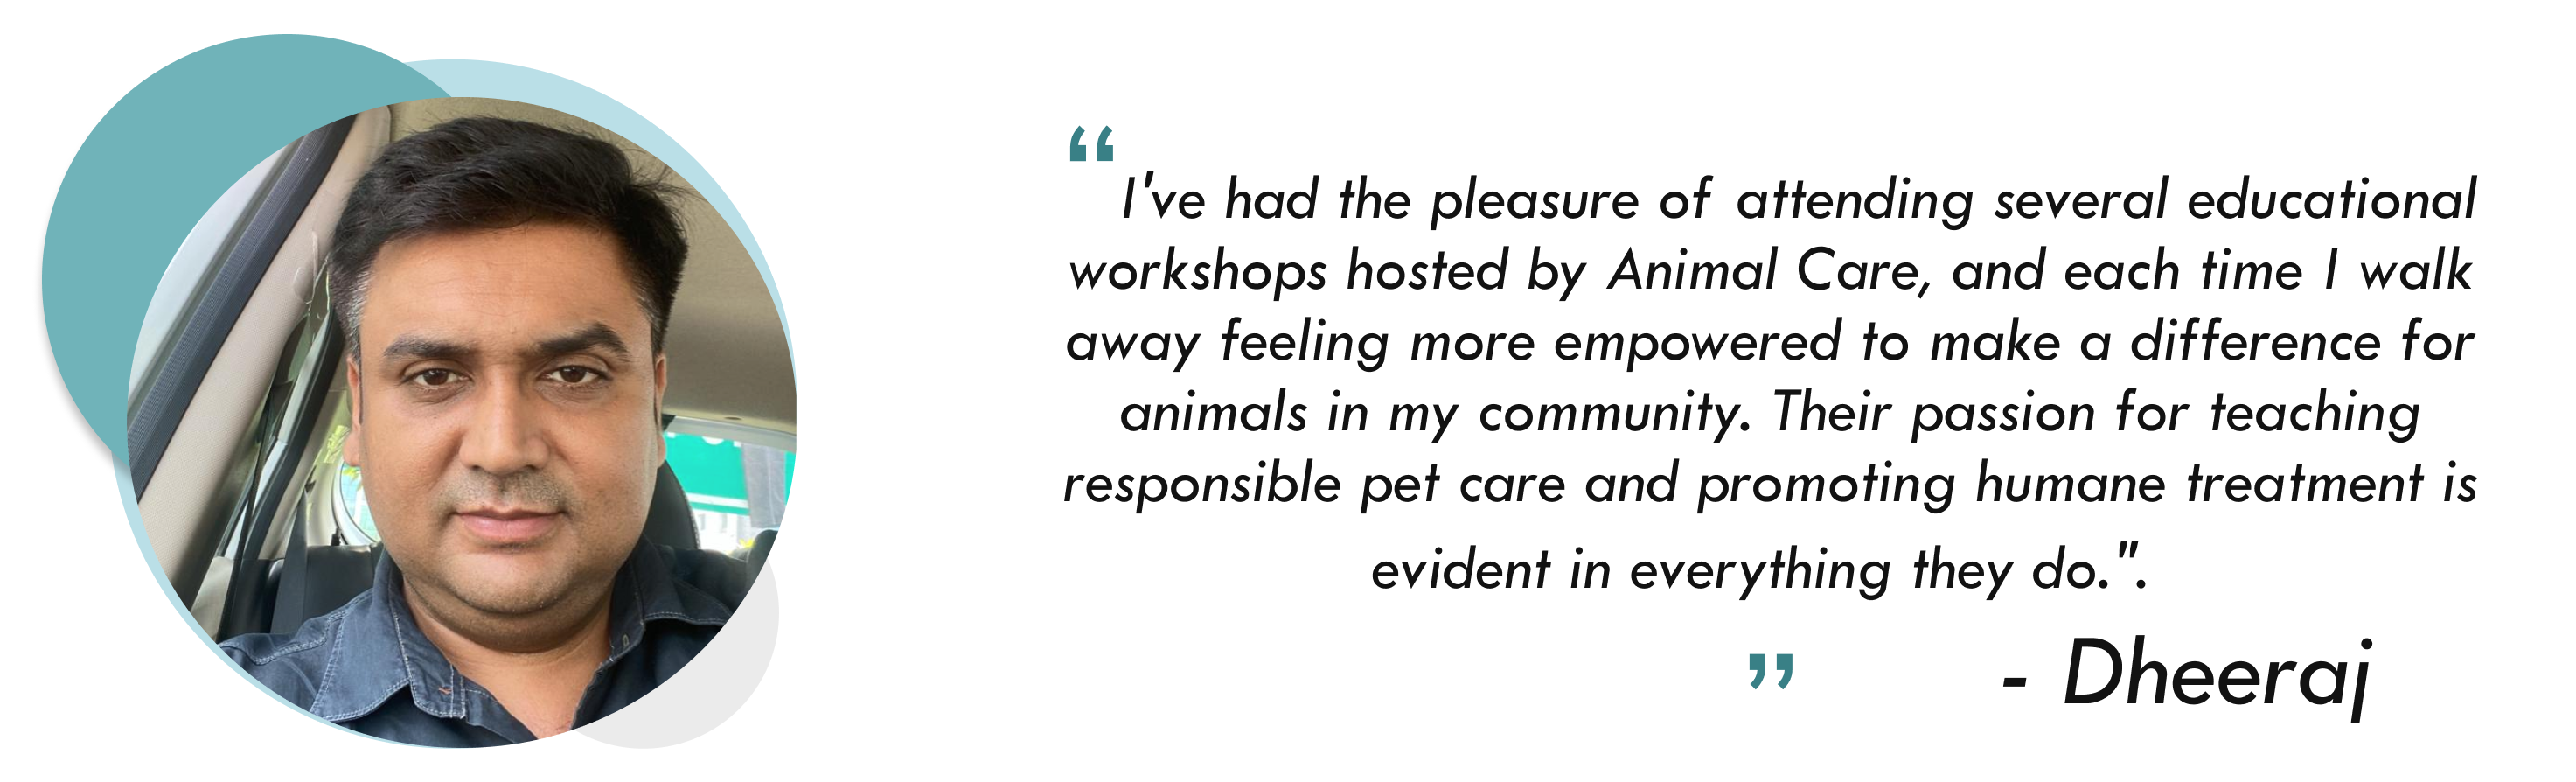 “
I've had the pleasure of attending several educational
workshops hosted by Animal Care, and each time I walk
away feeling more empowered to make a difference for
animals in my community. Their passion for teaching
responsible pet care and promoting humane treatment is
evident in everything they do.".
”
- Dheeraj